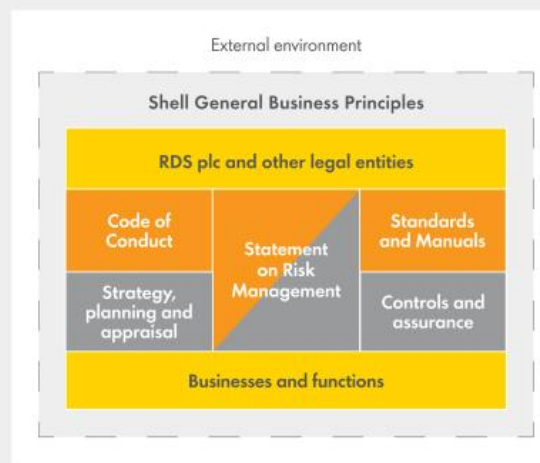 External environment
Shell General Business Principles
RDS plc and other legal entities
Code of
Conduct
Statement
on Risk
Management
Standards
and Manuals
Strategy,
planning and
appraisal
Controls and
assurance
Businesses and functions